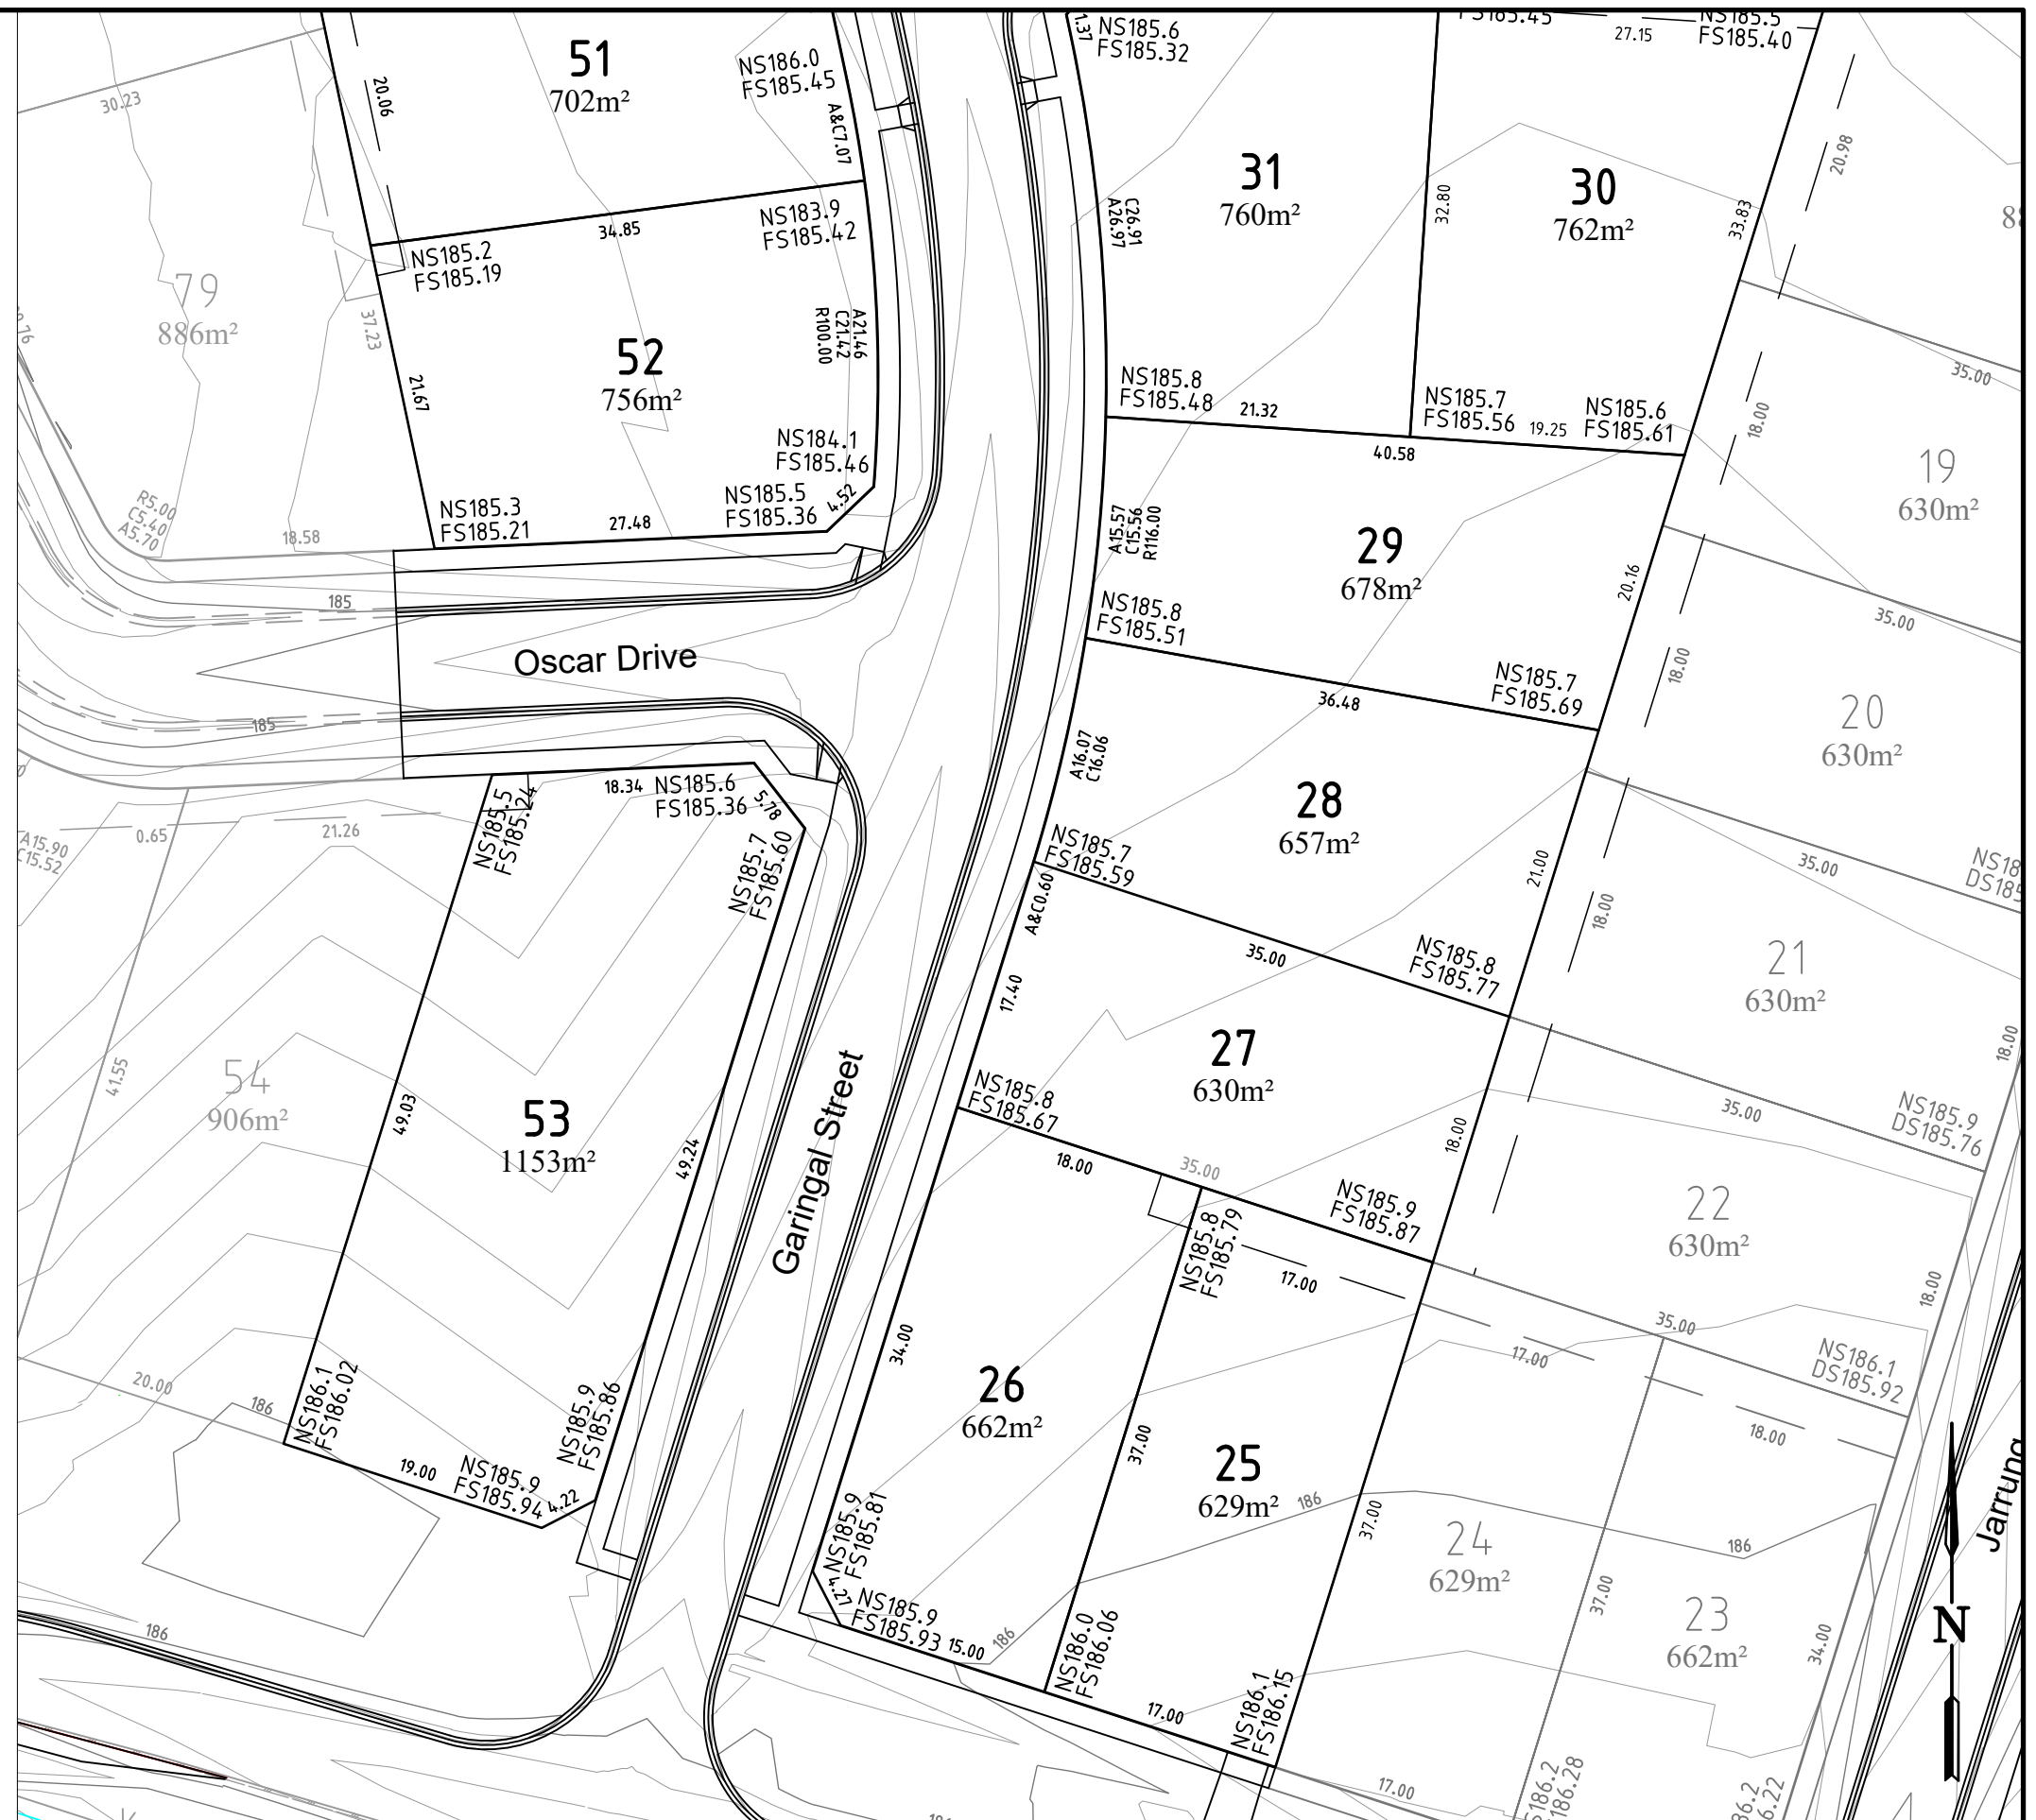 51
702m²
NS186.0
FS185.45
A&C7.07
20.06
30.23
1.37
NS185.6
FS185.32
FS185.45
27.15
NS185.5
FS185.40
31
760m²
C26.91
A26.97
32.80
30
762m²
33.83
20.98
79
886m²
37.23
NS185.2
FS185.19
34.85
NS183.9
FS185.42
52
756m²
21.67
A21.46
C21.42
R100.00
NS184.1
FS185.46
4.52
NS185.3
FS185.21
27.48
NS185.5
FS185.36
R5.00
C5.40
A5.70
18.58
185
Oscar Drive
185
NS185.8
FS185.48
21.32
NS185.7
FS185.56
19.25
NS185.6
FS185.61
40.58
35.00
18.00
19
630m²
A15.57
C15.56
R116.00
29
678m²
20.16
35.00
NS185.8
FS185.51
NS185.7
FS185.69
36.48
18.00
20
630m²
A16.07
C16.06
28
657m²
21.00
35.00
18.00
NS185.7
FS185.59
A&C0.60
35.00
NS185.8
FS185.77
21
630m²
18.00
17.40
27
630m²
18.00
35.00
NS185.9
DS185.76
NS185.8
FS185.67
18.00
35.00
NS185.9
FS185.87
22
630m²
18.00
35.00
NS186.1
DS185.92
18.34
NS185.6
FS185.36
5.78
NS185.5
FS185.24
NS185.7
FS185.60
A15.90
C15.52
0.65
21.26
41.55
54
906m²
49.03
53
1153m²
49.24
Garingal Street
20.00
186
NS186.1
FS186.02
19.00
NS185.9
FS185.94
4.22
NS185.9
FS185.86
186
34.00
26
662m²
NS185.8
FS185.79
17.00
17.00
18.00
37.00
25
629m²
186
37.00
24
629m²
186
37.00
23
662m²
34.00
NS185.9
FS185.81
4.27
NS185.9
FS185.93
15.00
186
NS186.0
FS186.06
17.00
NS186.1
FS186.15
17.00
N
Jarrung